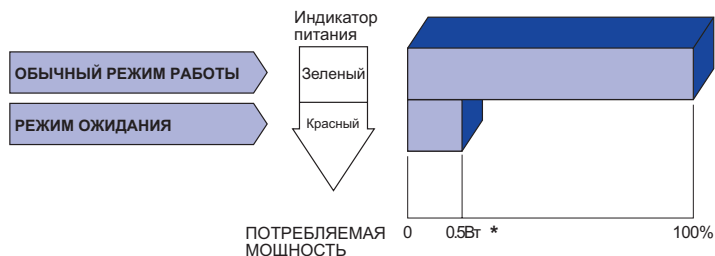 Индикатор
питания
ОБЫЧНЫЙ РЕЖИМ РАБОТЫ
Зеленый
РЕЖИМ ОЖИДАНИЯ
Красный
ПОТРЕБЛЯЕМАЯ
МОЩНОСТЬ
0 0.5Вт * 100%